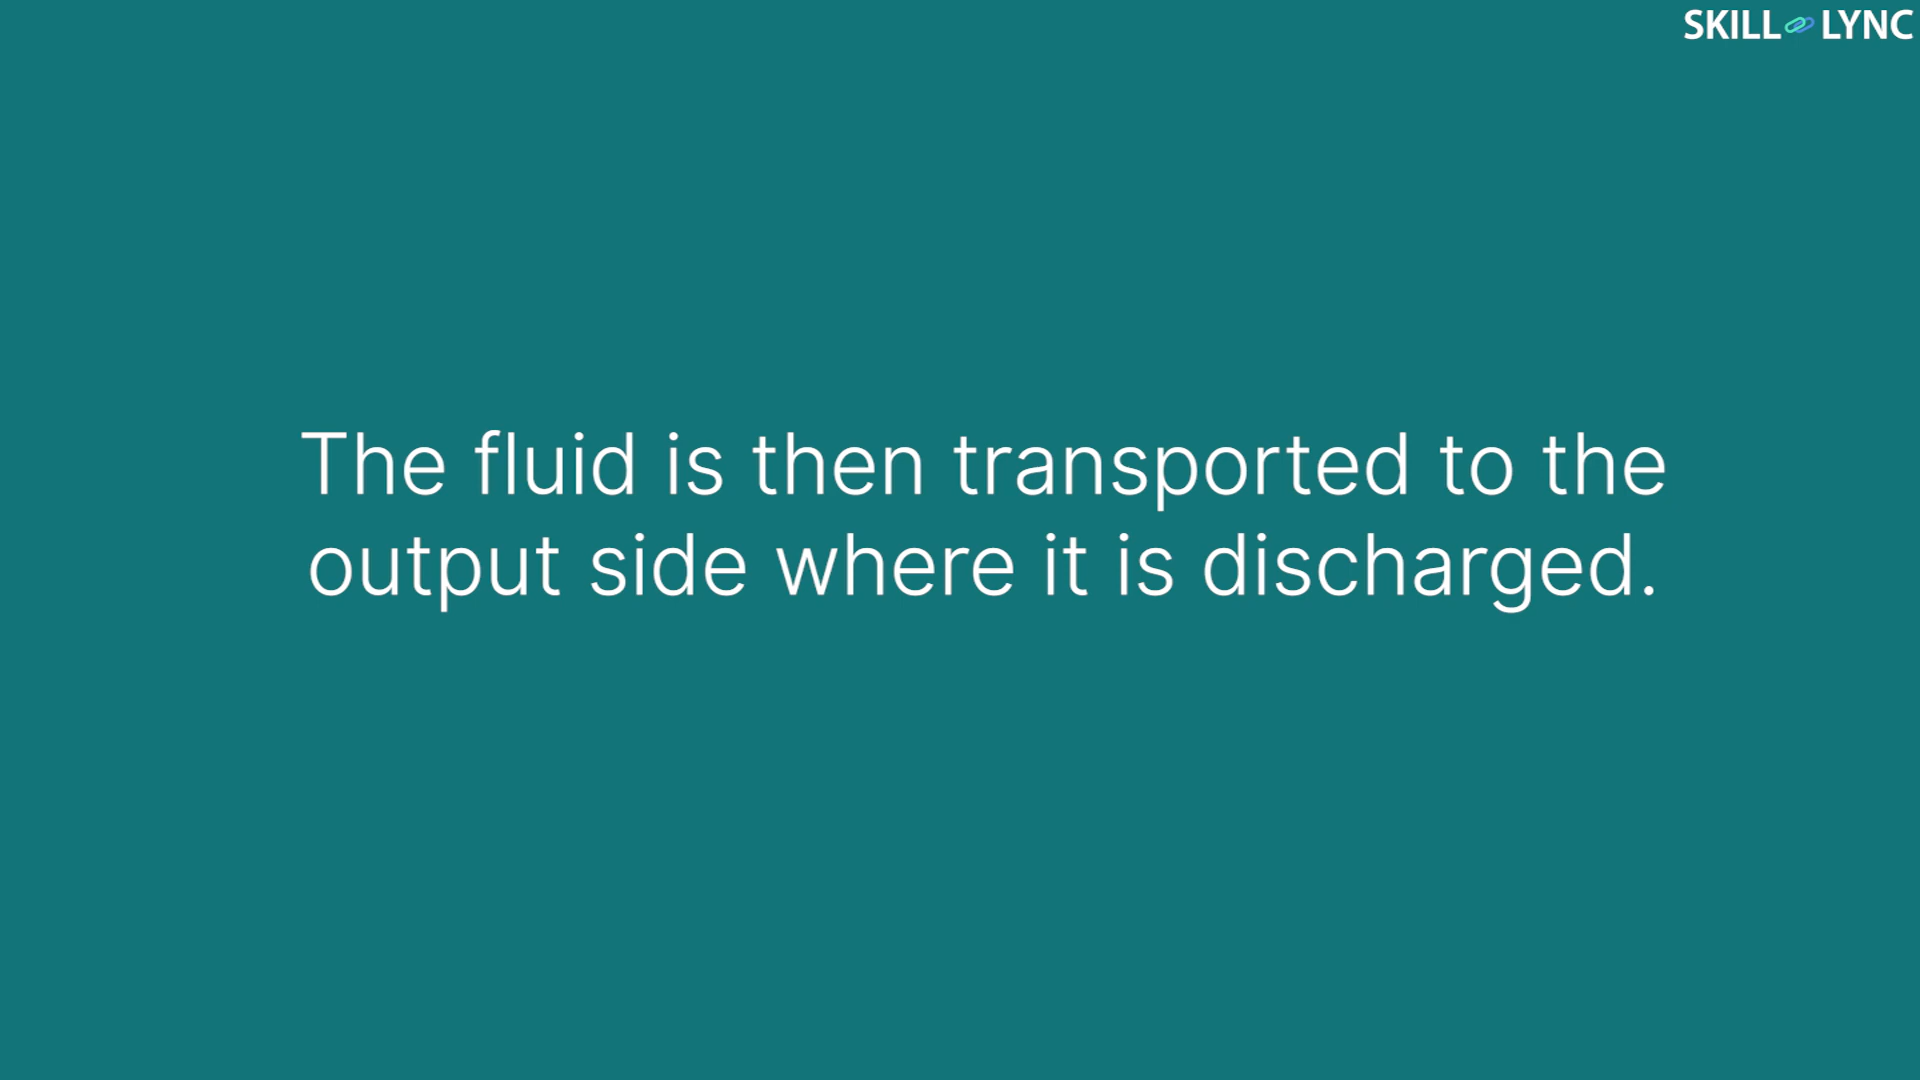 SKILL LYNC
The fluid is then transported to the
output side where it is discharged.